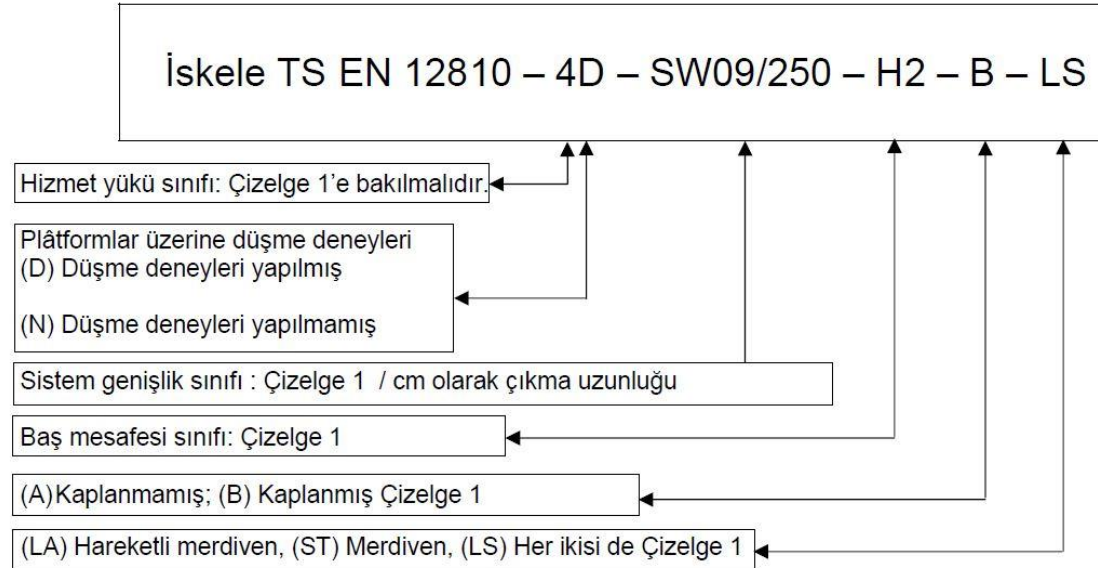 İskele TS EN 12810 – 4D – SW09/250 – H2 – B – LS
Hizmet yükü sınıfı: Çizelge 1’e bakılmalıdır.
Plâtformlar üzerine düşme deneyleri
(D) Düşme deneyleri yapılmış
(N) Düşme deneyleri yapılmamış
Sistem genişlik sınıfı : Çizelge 1 / cm olarak çıkma uzunluğu
Baş mesafesi sınıfı: Çizelge 1
(A)Kaplanmamış; (B) Kaplanmış Çizelge 1
(LA) Hareketli merdiven, (ST) Merdiven, (LS) Her ikisi de Çizelge 1